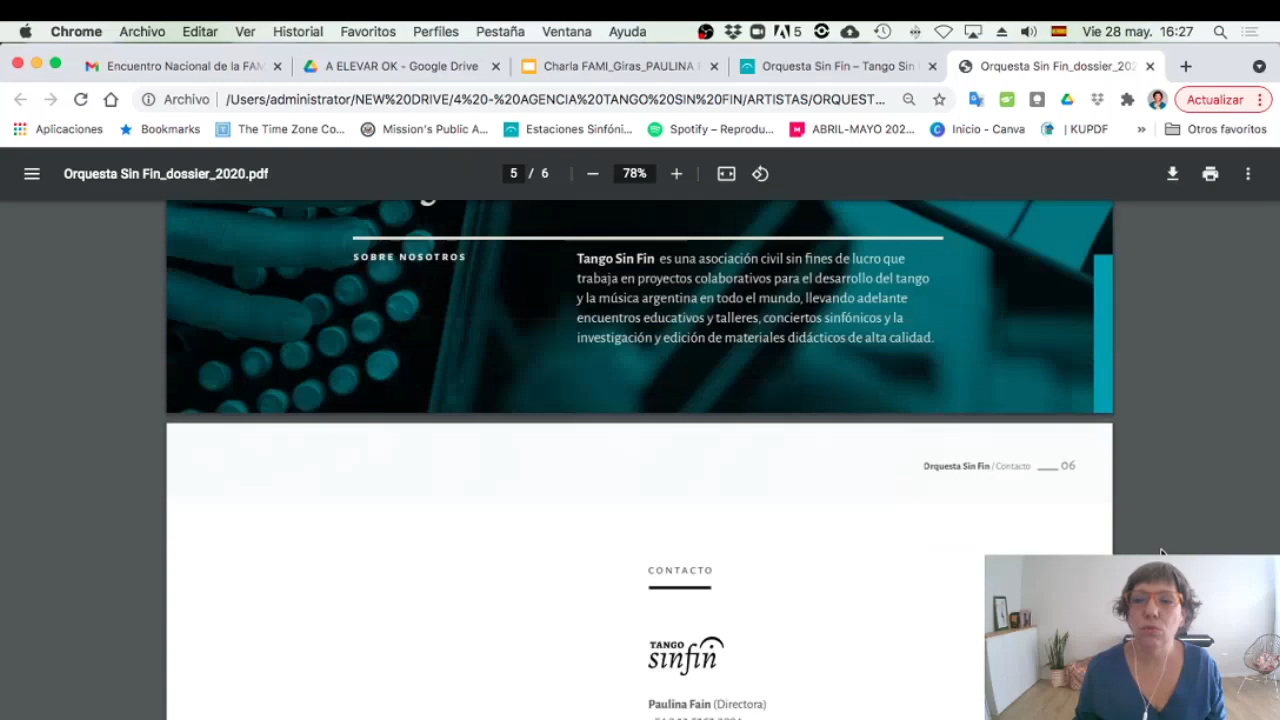 Chrome Archivo Editar Ver Historial Favoritos Perfiles Pestaña Ventana Ayuda 5 Vie 28 may. 16:27
Encuentro Nacional de la FAM
A ELEVAR OK - Google Drive
Charla FAMI_Giras_PAULINA F
Orquesta Sin Fin – Tango Sin
Orquesta Sin Fin_dossier_202
Archivo /Users/administrator/NEW%20DRIVE/4%20-%20AGENCIA%20TANGO%20SIN%20FIN/ARTISTAS/ORQUEST... Actualizar
Aplicaciones Bookmarks The Time Zone Co... Mission's Public A... Estaciones Sinfóni... Spotify – Reprodu... ABRIL-MAYO 202... Inicio - Canva | KUPDF » Otros favoritos
Orquesta Sin Fin_dossier_2020.pdf 5 / 6 78%
SOBRE NOSOTROS
Tango Sin Fin es una asociación civil sin fines de lucro que
trabaja en proyectos colaborativos para el desarrollo del tango
y la música argentina en todo el mundo, llevando adelante
encuentros educativos y talleres, conciertos sinfónicos y la
investigación y edición de materiales didácticos de alta calidad.
Orquesta Sin Fin / Contacto 06
CONTACTO
TANGO
sinfín
Paulina Fain (Directora)